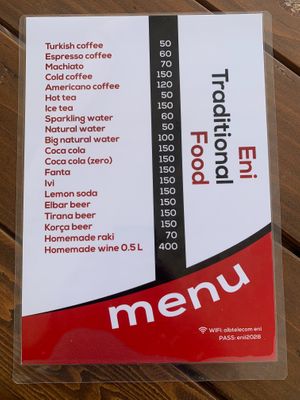 Turkish coffee 50
Espresso coffee 60
Machiato 70
Cold coffee 150
Americano coffee 120
Hot tea 50
Ice tea 150
Sparkling water 60
Natural water 50
Big natural water 100
Coca cola 150
Coca cola (zero) 150
Fanta 150
Ivi 150
Lemon soda 150
Elbar beer 150
Tirana beer 150
Korça beer 150
Homemade raki 70
Homemade wine 0.5 L 400
Eni
Traditional
Food
menu
WiFi: albtelecom eni
PASS: eni2028